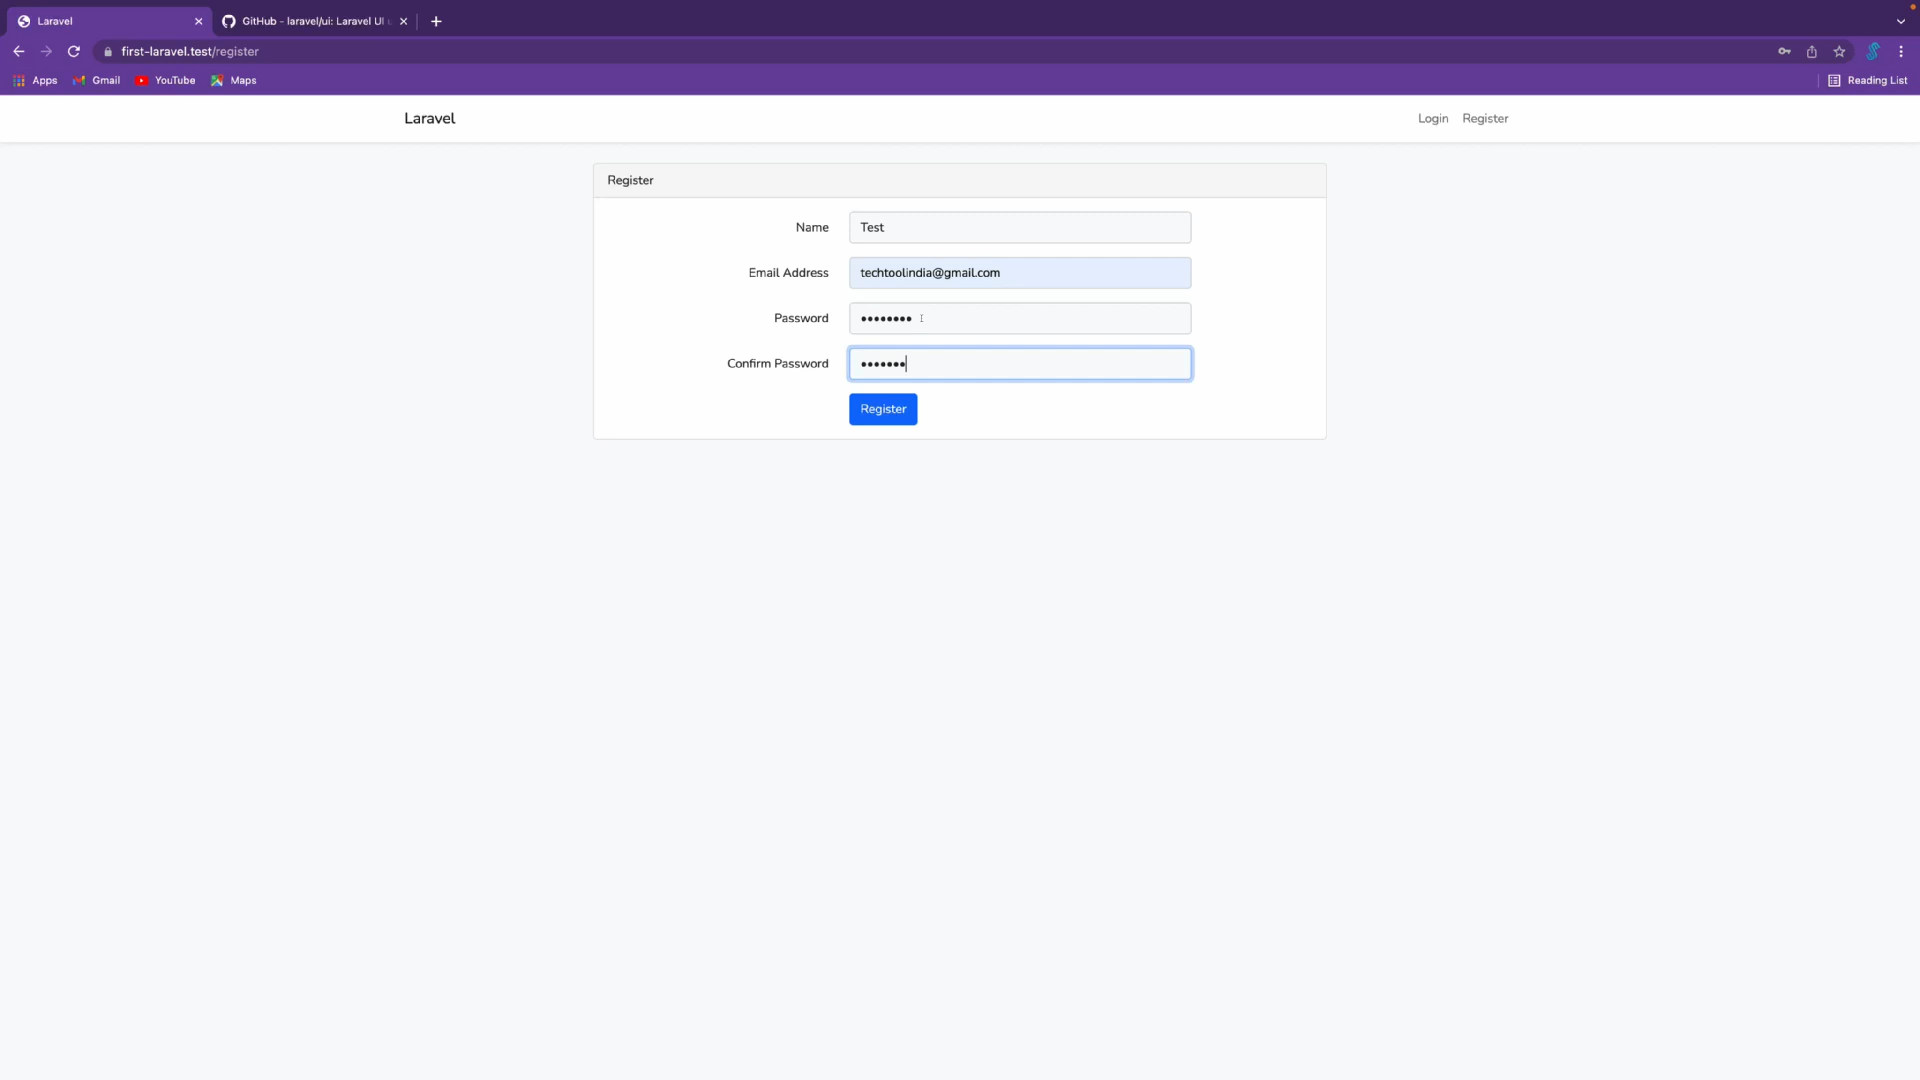 Laravel
GitHub - laravel/ui: Laravel UI
first-laravel.test/register
Apps
Gmail
YouTube
Maps
Reading List
Laravel
Login
Register
Register
Name
Test
Email Address
techtoolindia@gmail.com
Password
••••••••
Confirm Password
•••••••
Register